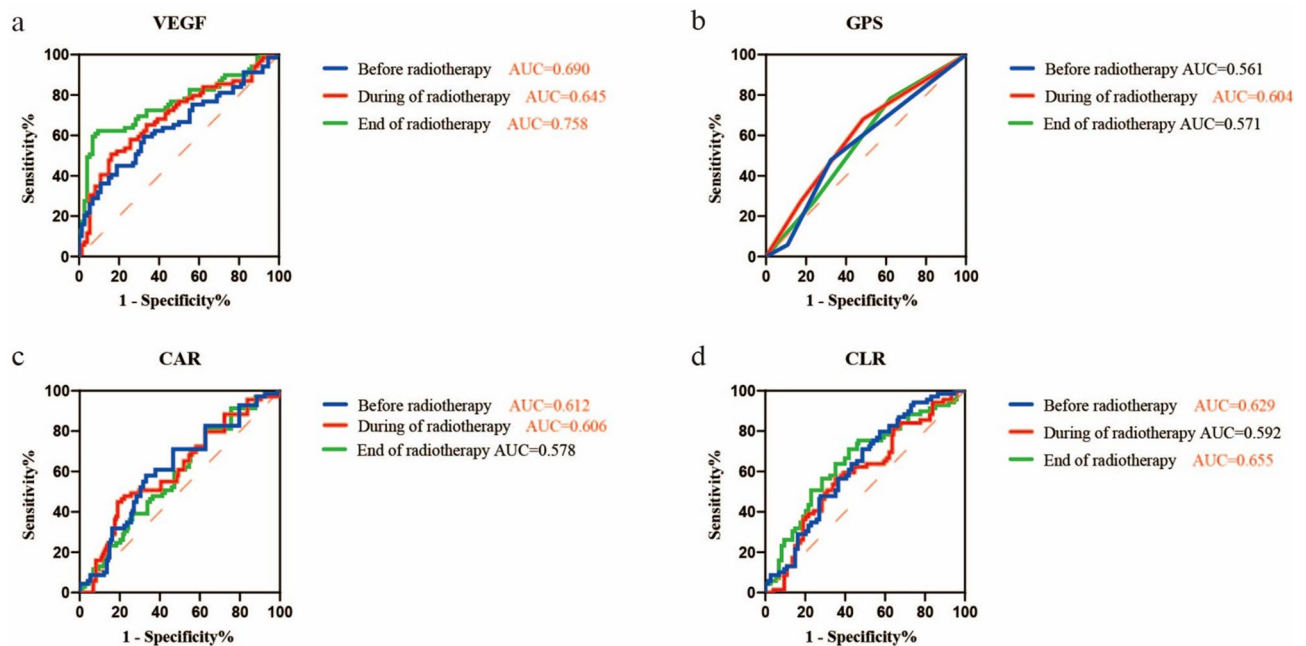 a
VEGF
Sensitivity%
100
80
60
40
20
0
0 20 40 60 80 100
1 - Specificity%
Before radiotherapy AUC=0.690
During of radiotherapy AUC=0.645
End of radiotherapy AUC=0.758
b
GPS
Sensitivity%
100
80
60
40
20
0
0 20 40 60 80 100
1 - Specificity%
Before radiotherapy AUC=0.561
During of radiotherapy AUC=0.604
End of radiotherapy AUC=0.571
c
CAR
Sensitivity%
100
80
60
40
20
0
0 20 40 60 80 100
1 - Specificity%
Before radiotherapy AUC=0.612
During of radiotherapy AUC=0.606
End of radiotherapy AUC=0.578
d
CLR
Sensitivity%
100
80
60
40
20
0
0 20 40 60 80 100
1 - Specificity%
Before radiotherapy AUC=0.629
During of radiotherapy AUC=0.592
End of radiotherapy AUC=0.655